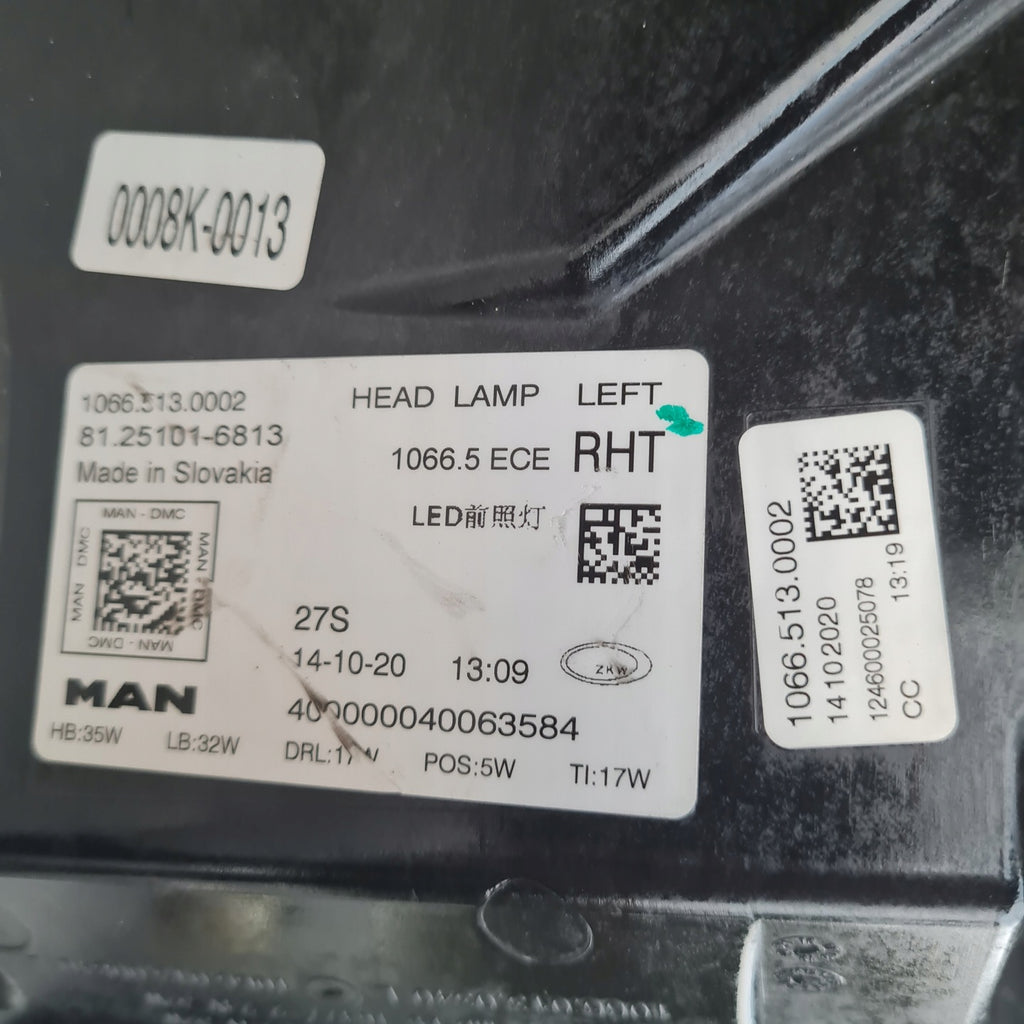 0008K-0013
1066.513.0002
81.25101-6813
Made in Slovakia
HEAD LAMP LEFT
1066.5 ECE RHT
LED前照灯
MAN - DMC
MAN DMC
MAN DMC
MAN - DMC
27S
14-10-20 13:09
ZKW
400000040063584
MAN
HB:35W LB:32W DRL:17W POS:5W TI:17W
1066.513.0002
14102020
124600025078 13:19
CC